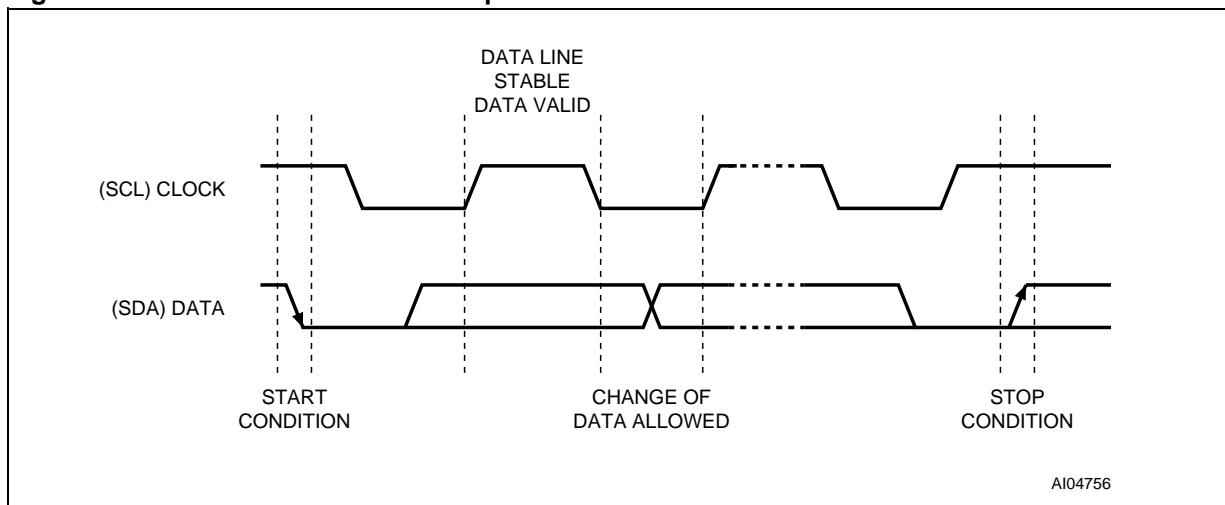 DATA LINE
STABLE
DATA VALID
(SCL) CLOCK
(SDA) DATA
START
CONDITION
CHANGE OF
DATA ALLOWED
STOP
CONDITION
AI04756